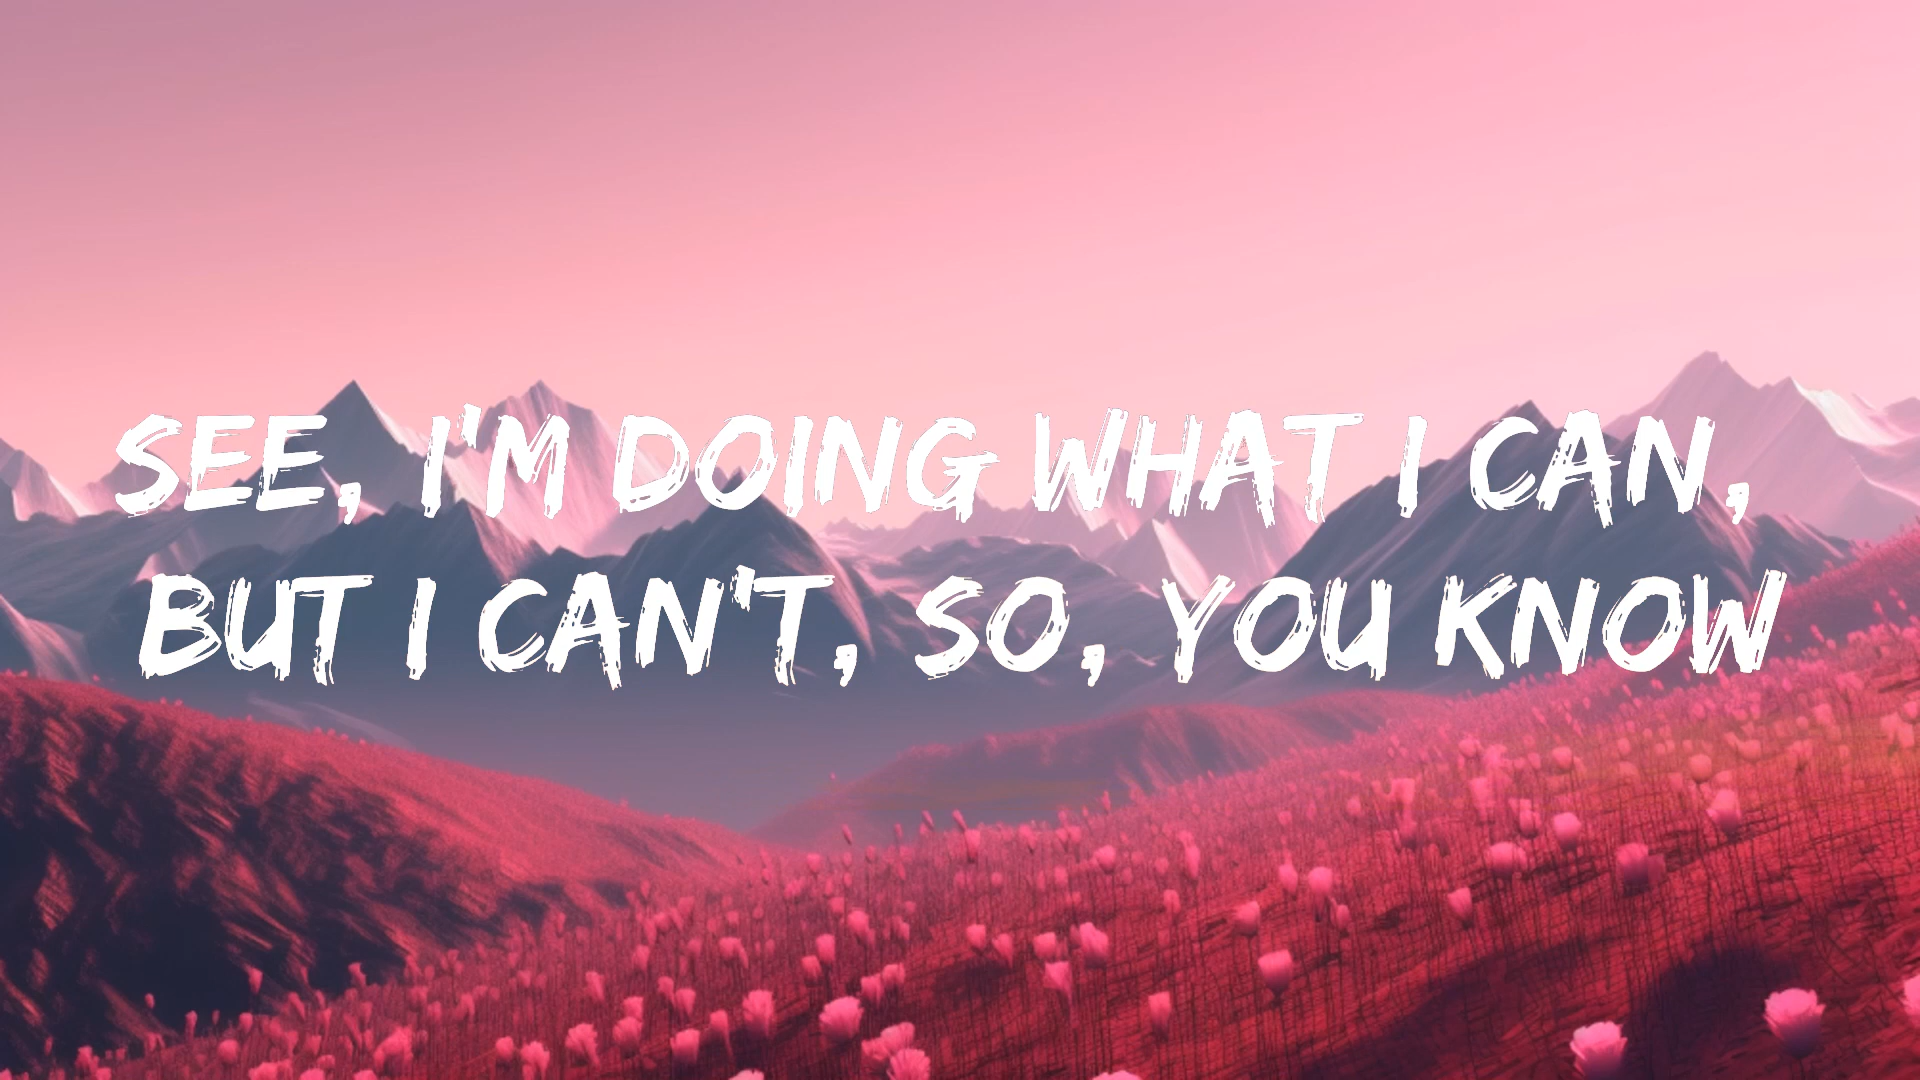 SEE, I'M DOING WHAT I CAN,
BUT I CAN'T, SO, YOU KNOW